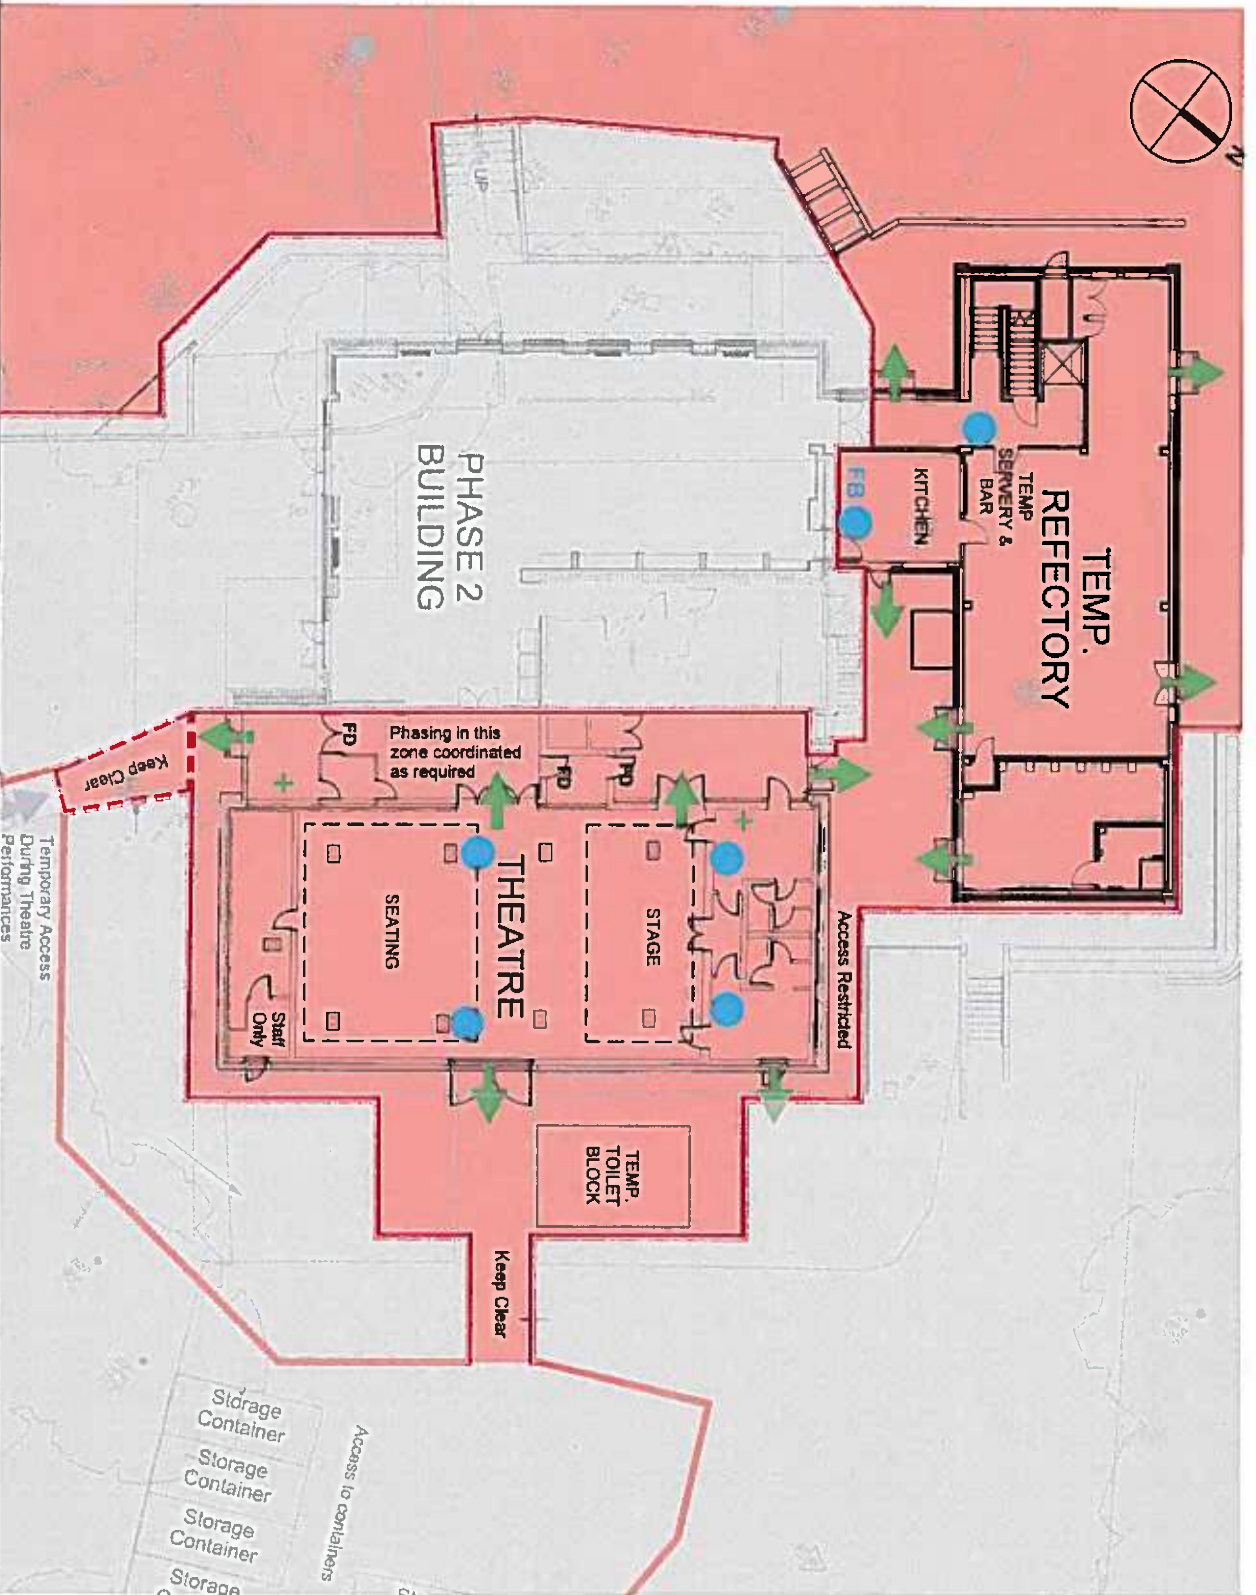 N
UP
TEMP.
REFECTORY
TEMP
SERVERY &
BAR
KITCHEN
FB
PHASE 2
BUILDING
FD
Phasing in this
zone coordinated
as required
FD
FD
Keep Clear
Temporary Access
During Theatre
Performances
THEATRE
SEATING
STAGE
Staff
Only
Access Restricted
TEMP.
TOILET
BLOCK
Keep Clear
Storage
Container
Storage
Container
Storage
Container
Storage
Access to containers